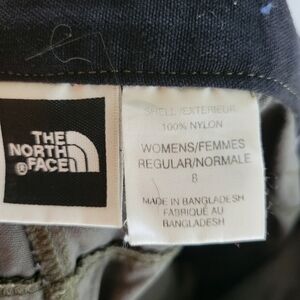 THE
NORTH
FACE
®
SHELL/EXTERIEUR
100% NYLON
WOMENS/FEMMES
REGULAR/NORMALE
8
MADE IN BANGLADESH
FABRIQUÉ AU
BANGLADESH